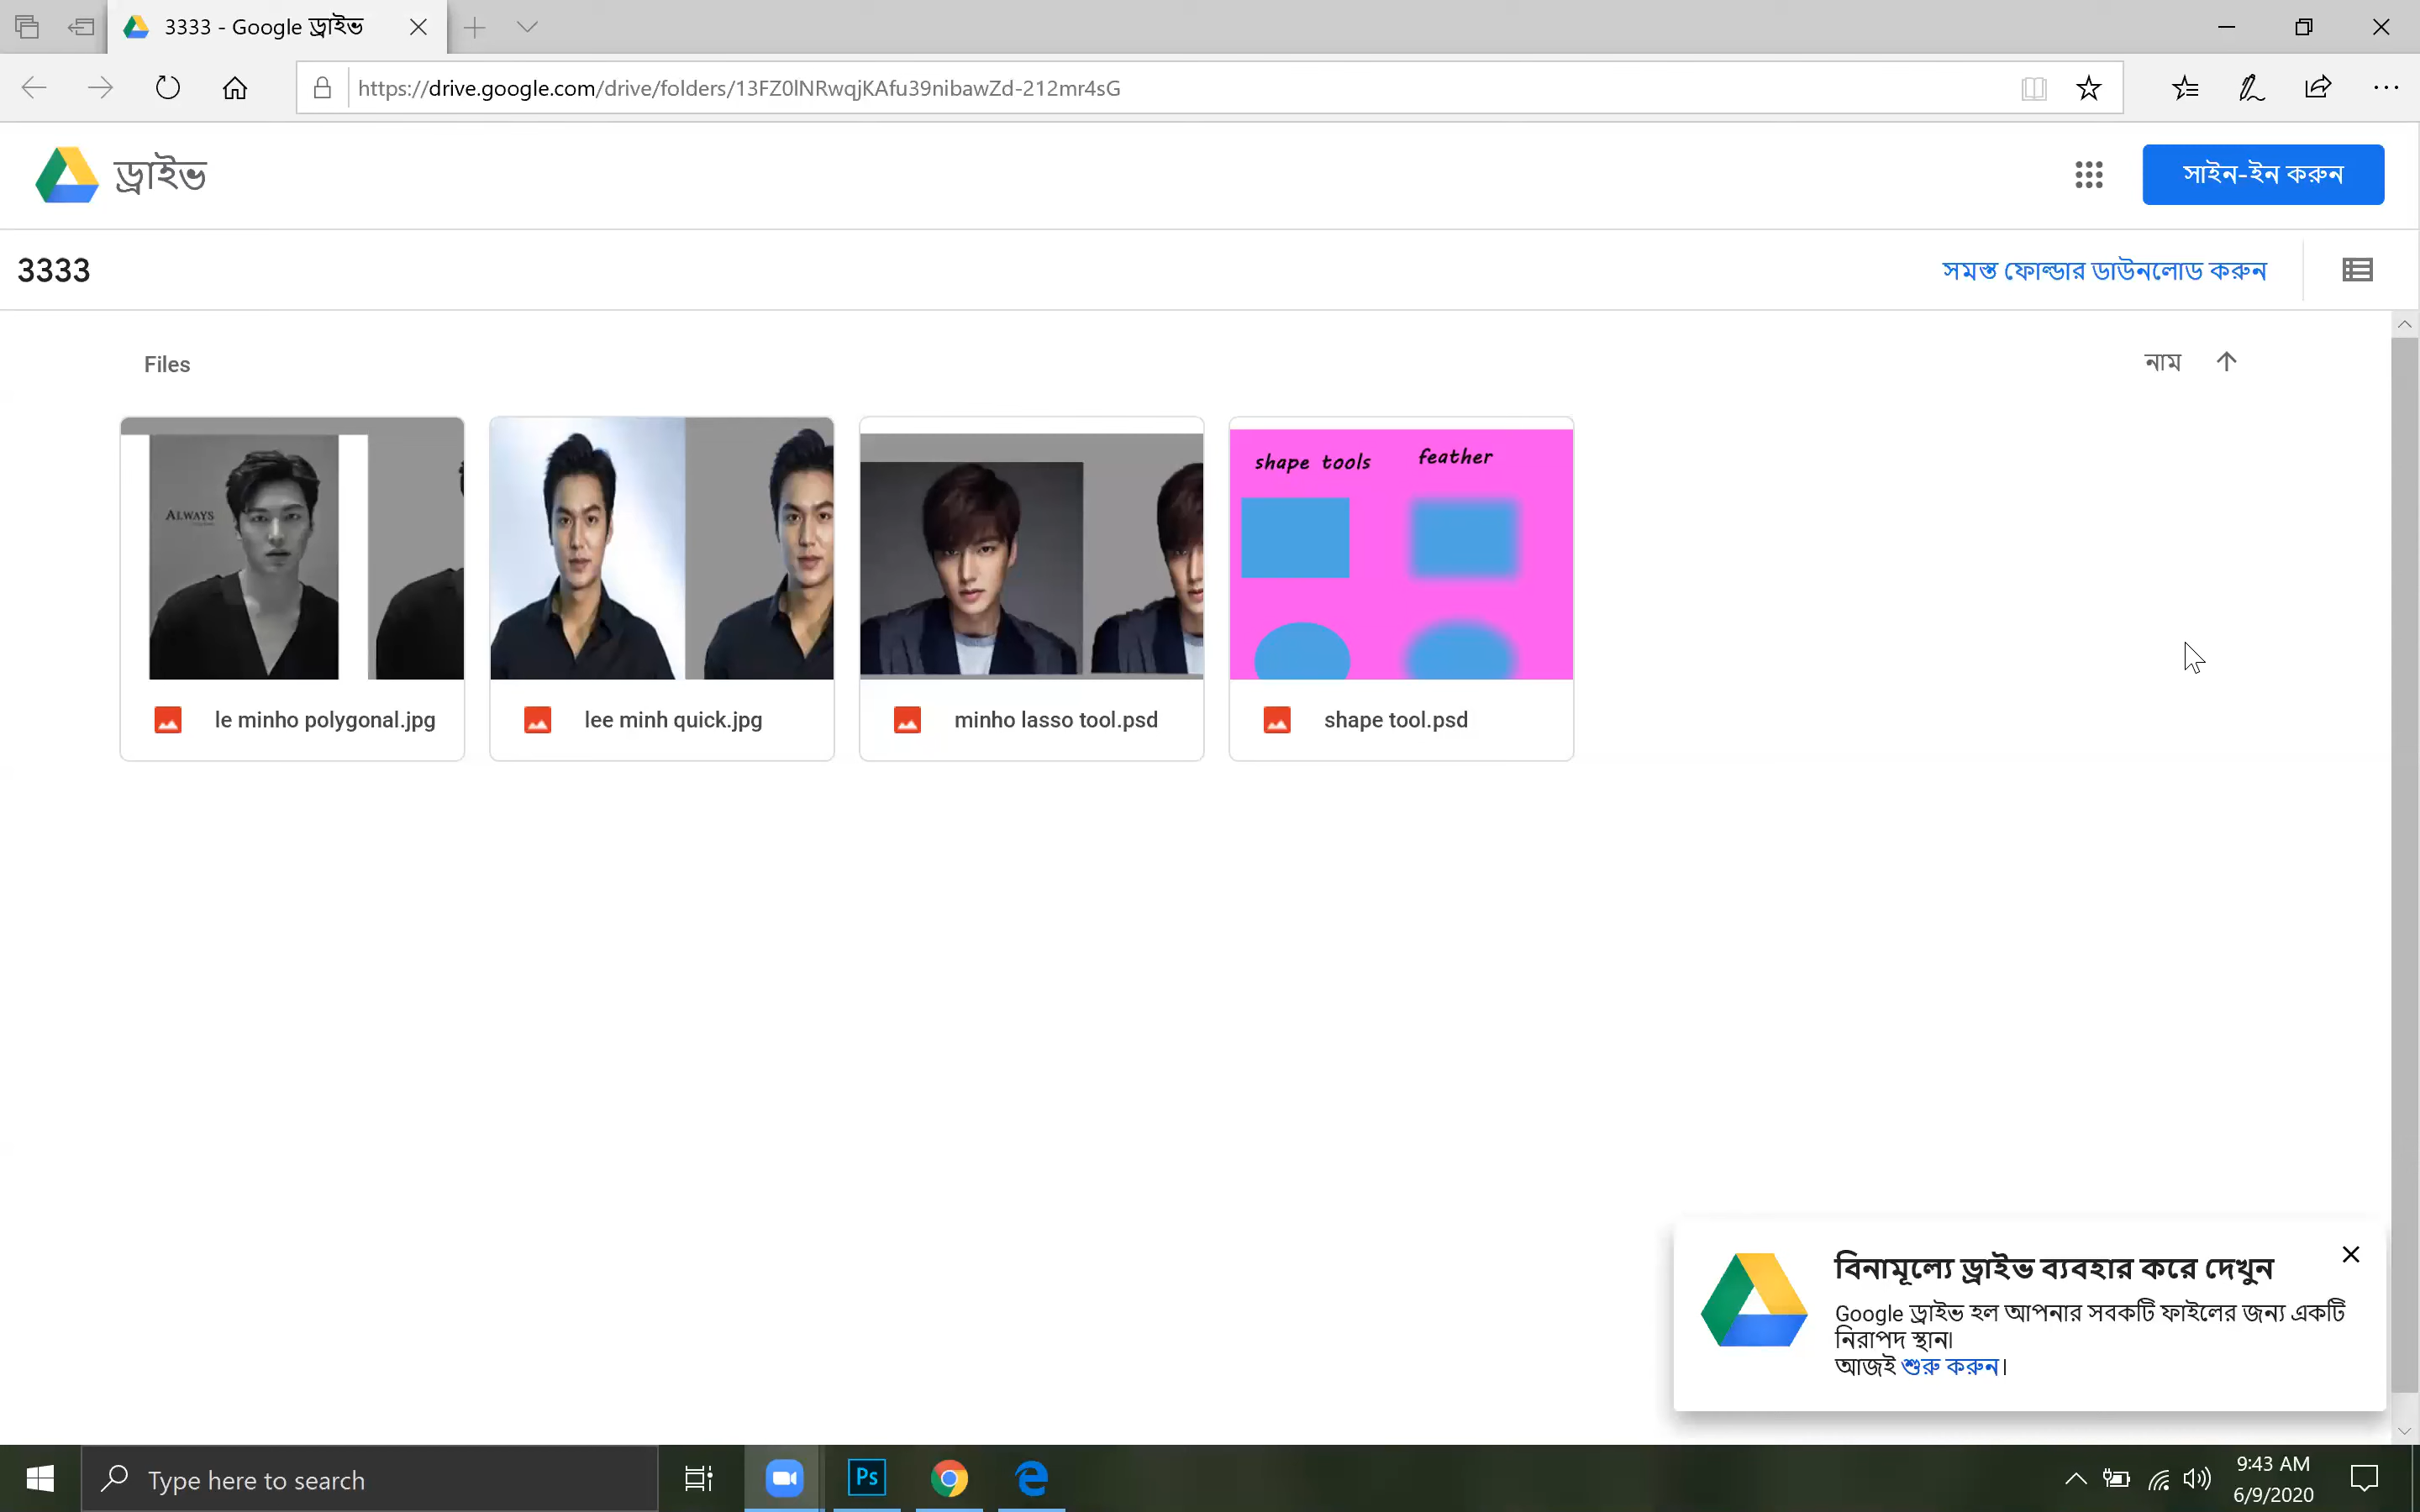 3333 - Google ড্রাইভ
https://drive.google.com/drive/folders/13FZ0lNRwqjKAfu39nibawZd-212mr4sG
ড্রাইভ
সাইন-ইন করুন
3333
সমস্ত ফোল্ডার ডাউনলোড করুন
Files
নাম
ALWAYS
shape tools
feather
le minho polygonal.jpg
lee minh quick.jpg
minho lasso tool.psd
shape tool.psd
বিনামূল্যে ড্রাইভ ব্যবহার করে দেখুন
Google ড্রাইভ হল আপনার সবকটি ফাইলের জন্য একটি
নিরাপদ স্থান।
আজই শুরু করুন।
Type here to search
Ps
9:43 AM
6/9/2020